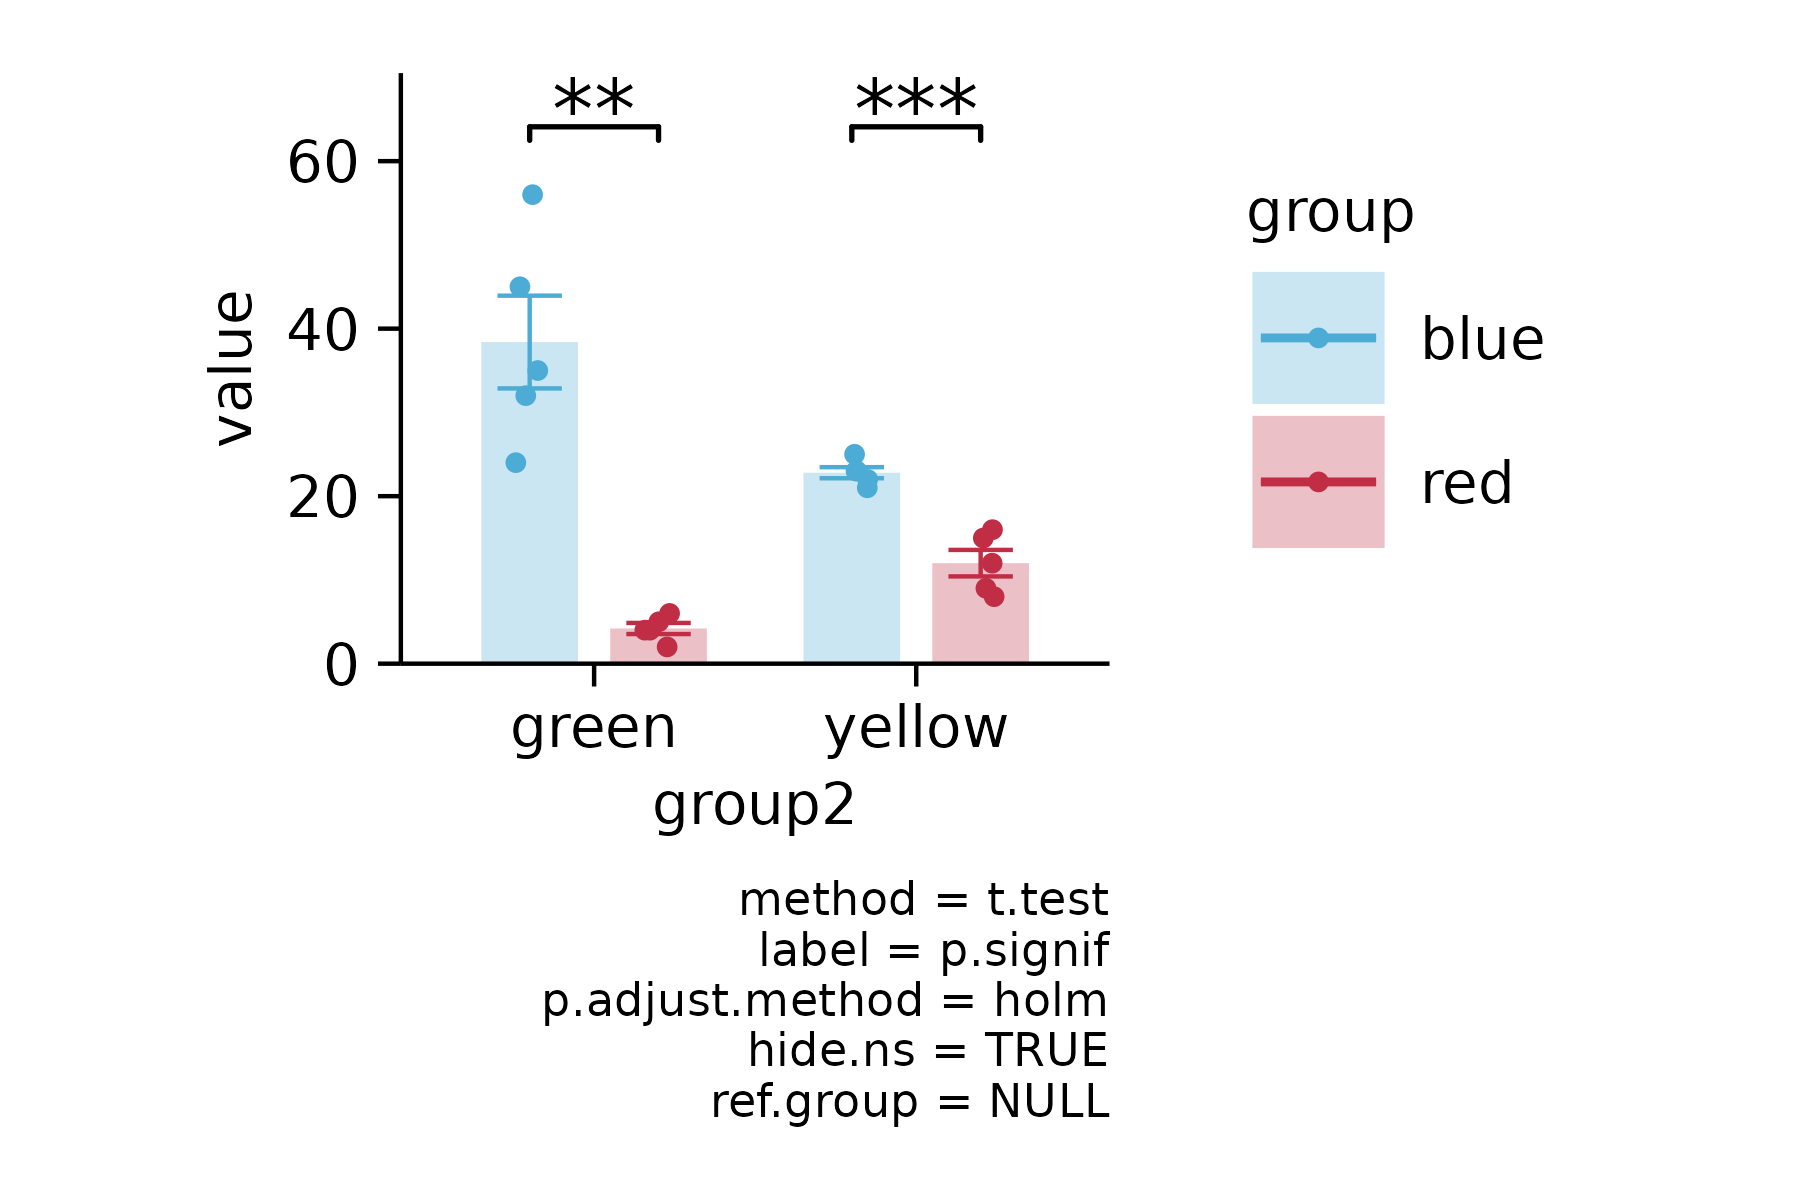 ** ***
60
40
20
0
value
green yellow
group2
group
blue
red
method = t.test
label = p.signif
p.adjust.method = holm
hide.ns = TRUE
ref.group = NULL